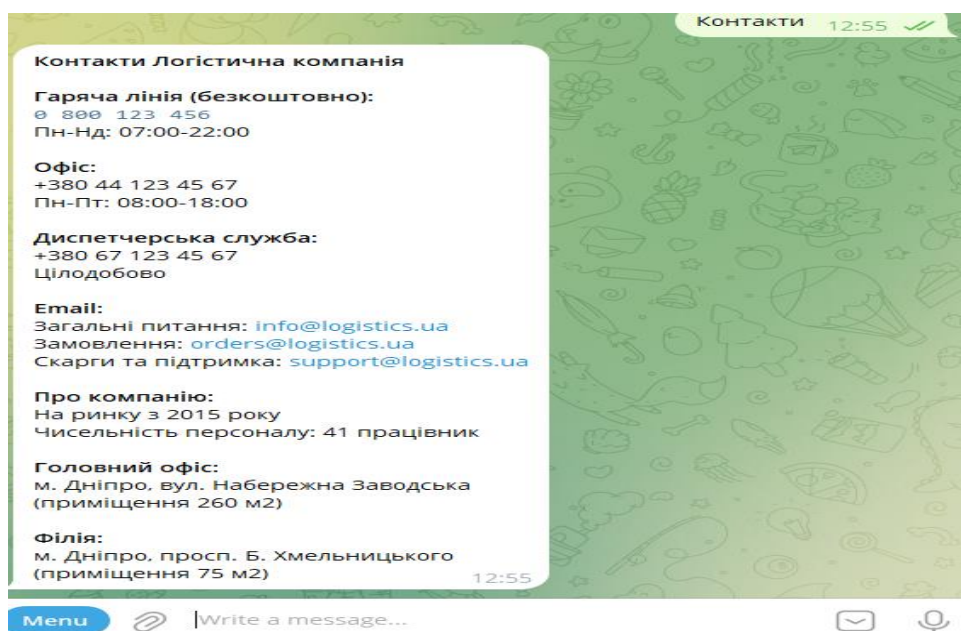 Контакти 12:55
Контакти Логістична компанія
Гаряча лінія (безкоштовно):
0 800 123 456
Пн-Нд: 07:00-22:00
Офіс:
+380 44 123 45 67
Пн-Пт: 08:00-18:00
Диспетчерська служба:
+380 67 123 45 67
Цілодобово
Email:
Загальні питання: info@logistics.ua
Замовлення: orders@logistics.ua
Скарги та підтримка: support@logistics.ua
Про компанію:
На ринку з 2015 року
Чисельність персоналу: 41 працівник
Головний офіс:
м. Дніпро, вул. Набережна Заводська
(приміщення 260 м2)
Філія:
м. Дніпро, просп. Б. Хмельницького
(приміщення 75 м2) 12:55
Menu Write a message...